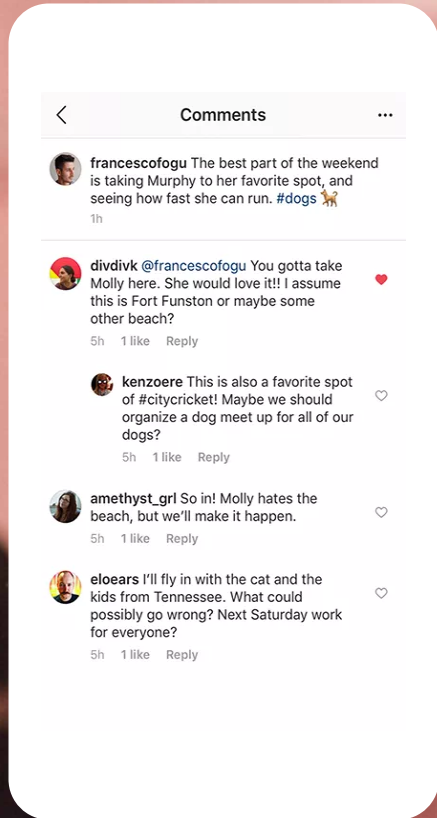 Comments
francescofogu The best part of the weekend
is taking Murphy to her favorite spot, and
seeing how fast she can run. #dogs 🐕
1h
divdivk @francescofogu You gotta take
Molly here. She would love it!! I assume
this is Fort Funston or maybe some
other beach?
5h 1 like Reply
kenzoere This is also a favorite spot
of #citycricket! Maybe we should
organize a dog meet up for all of our
dogs?
5h 1 like Reply
amethyst_grl So in! Molly hates the
beach, but we’ll make it happen.
5h 1 like Reply
eloears I’ll fly in with the cat and the
kids from Tennessee. What could
possibly go wrong? Next Saturday work
for everyone?
5h 1 like Reply